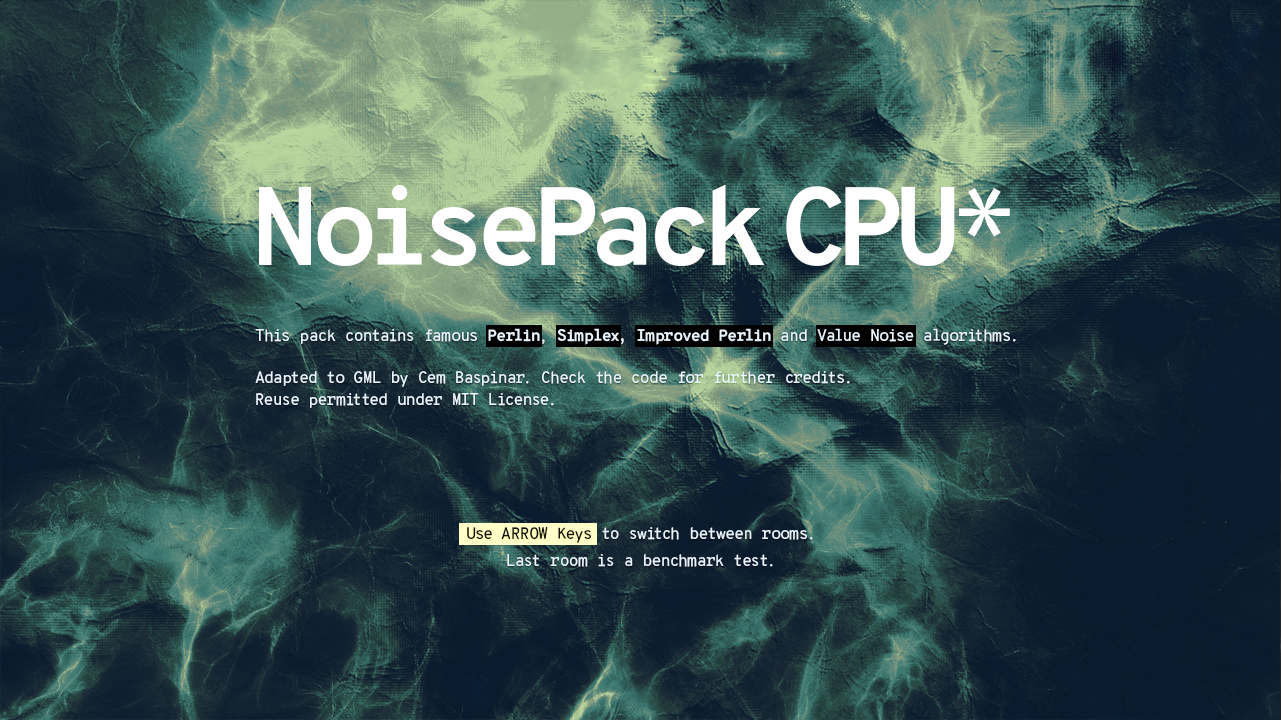 NoisePack CPU*
This pack contains famous Perlin, Simplex, Improved Perlin and Value Noise algorithms.
Adapted to GML by Cem Baspinar. Check the code for further credits.
Reuse permitted under MIT License.
Use ARROW Keys to switch between rooms.
Last room is a benchmark test.